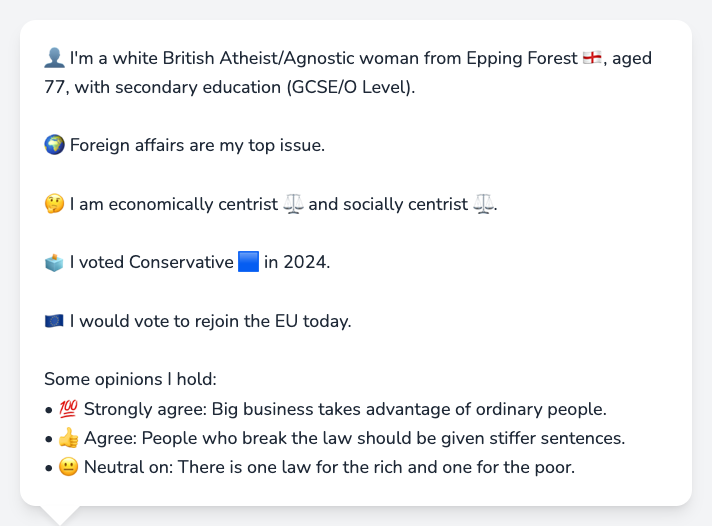 👤 I'm a white British Atheist/Agnostic woman from Epping Forest 🏴󠁧󠁢󠁥󠁮󠁧󠁿, aged
77, with secondary education (GCSE/O Level).
🌍 Foreign affairs are my top issue.
🤔 I am economically centrist ⚖️ and socially centrist ⚖️.
🗳️ I voted Conservative 🟦 in 2024.
🇪🇺 I would vote to rejoin the EU today.
Some opinions I hold:
• 💯 Strongly agree: Big business takes advantage of ordinary people.
• 👍 Agree: People who break the law should be given stiffer sentences.
• 😐 Neutral on: There is one law for the rich and one for the poor.